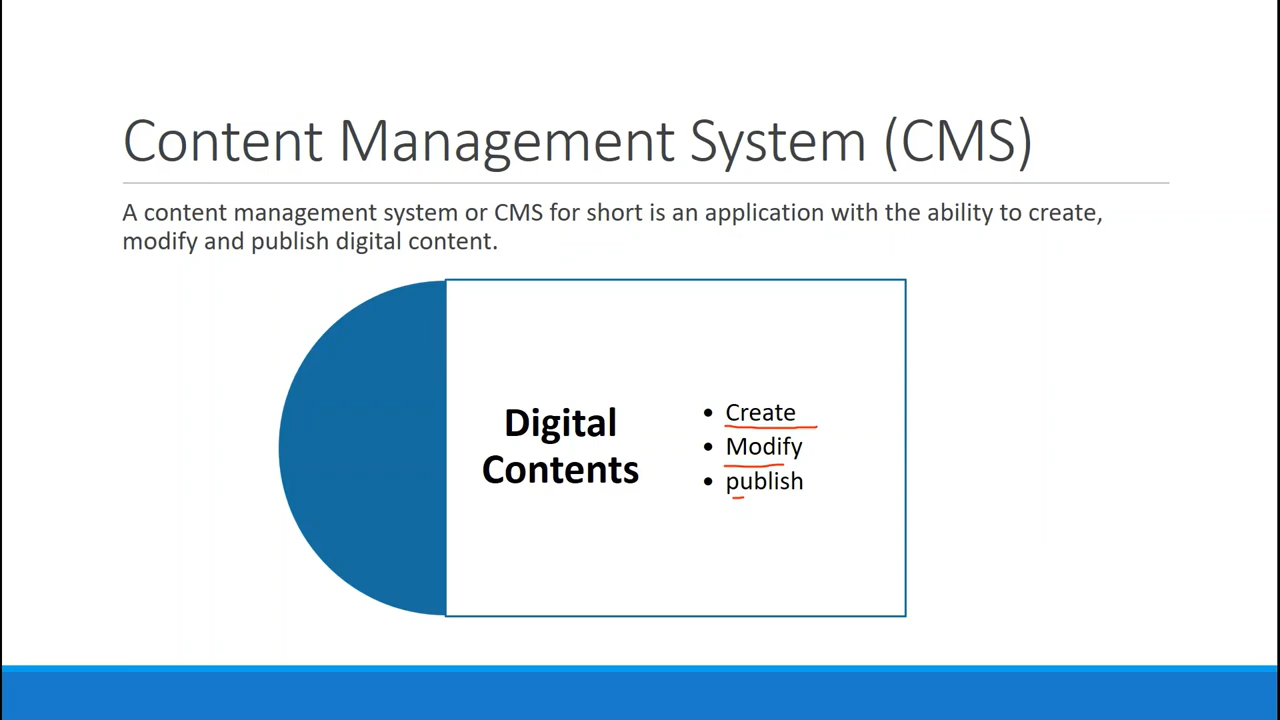 Content Management System (CMS)
A content management system or CMS for short is an application with the ability to create,
modify and publish digital content.
Digital
Contents
• Create
• Modify
• publish